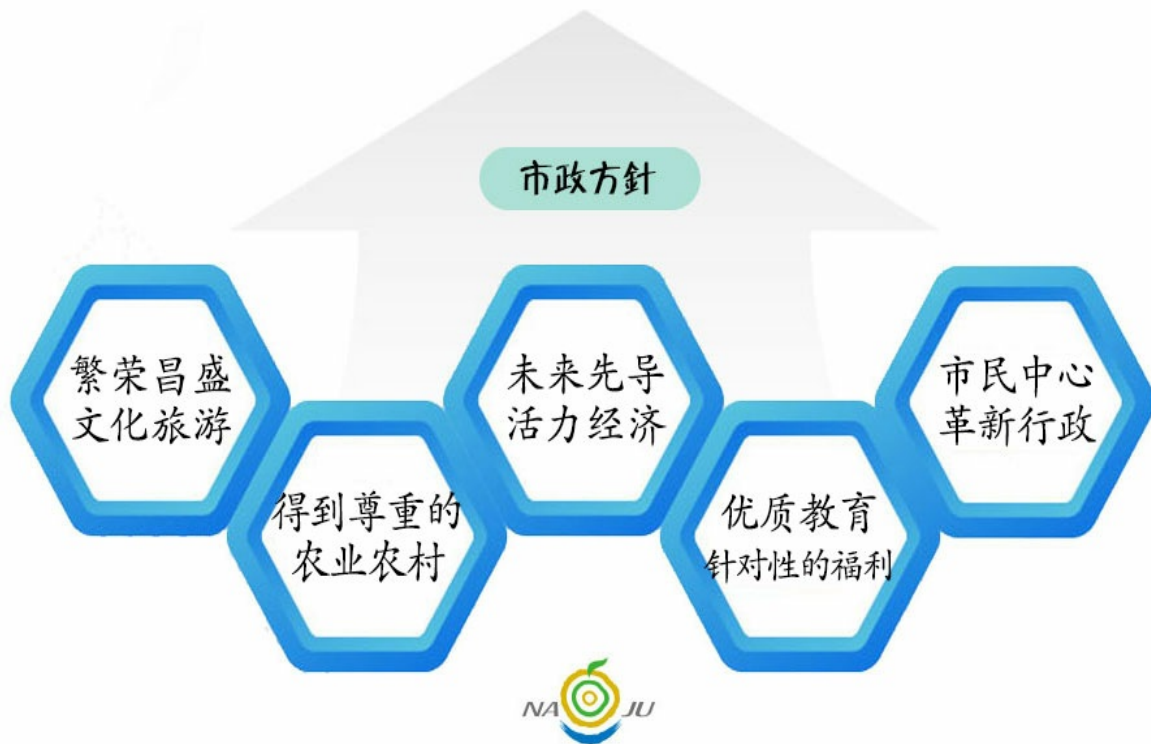 市政方針
繁荣昌盛
文化旅游
得到尊重的
农业农村
未来先导
活力经济
优质教育
针对性的福利
市民中心
革新行政
NA JU